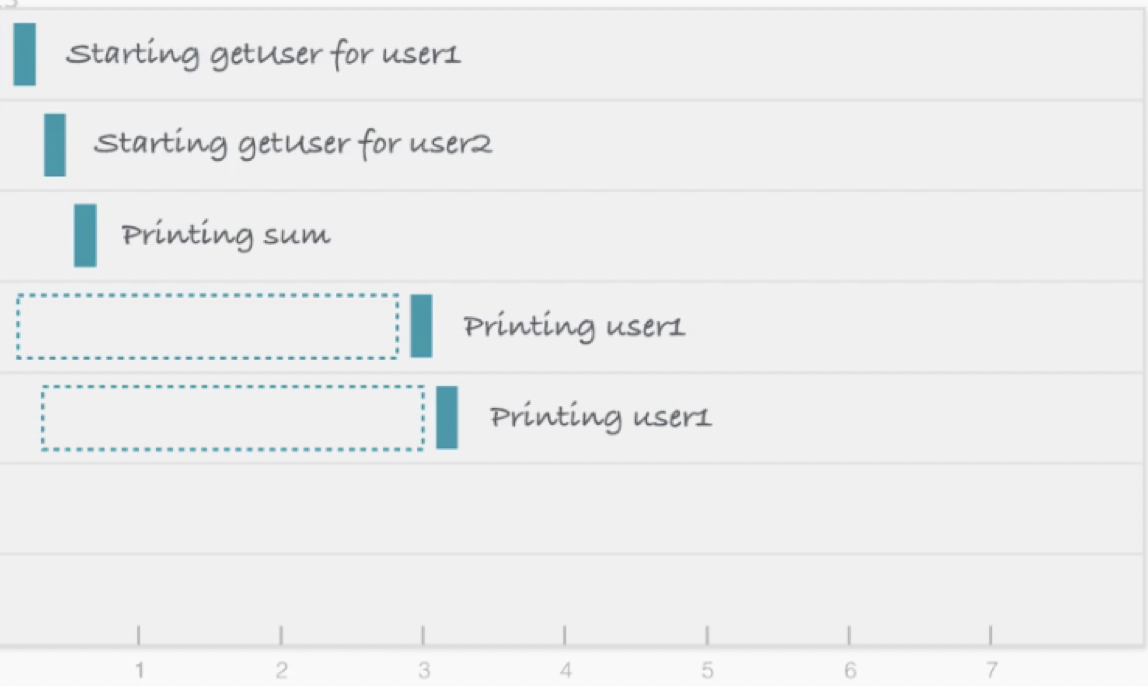 Starting getUser for user1
Starting getUser for user2
Printing sum
Printing user1
Printing user1
1 2 3 4 5 6 7